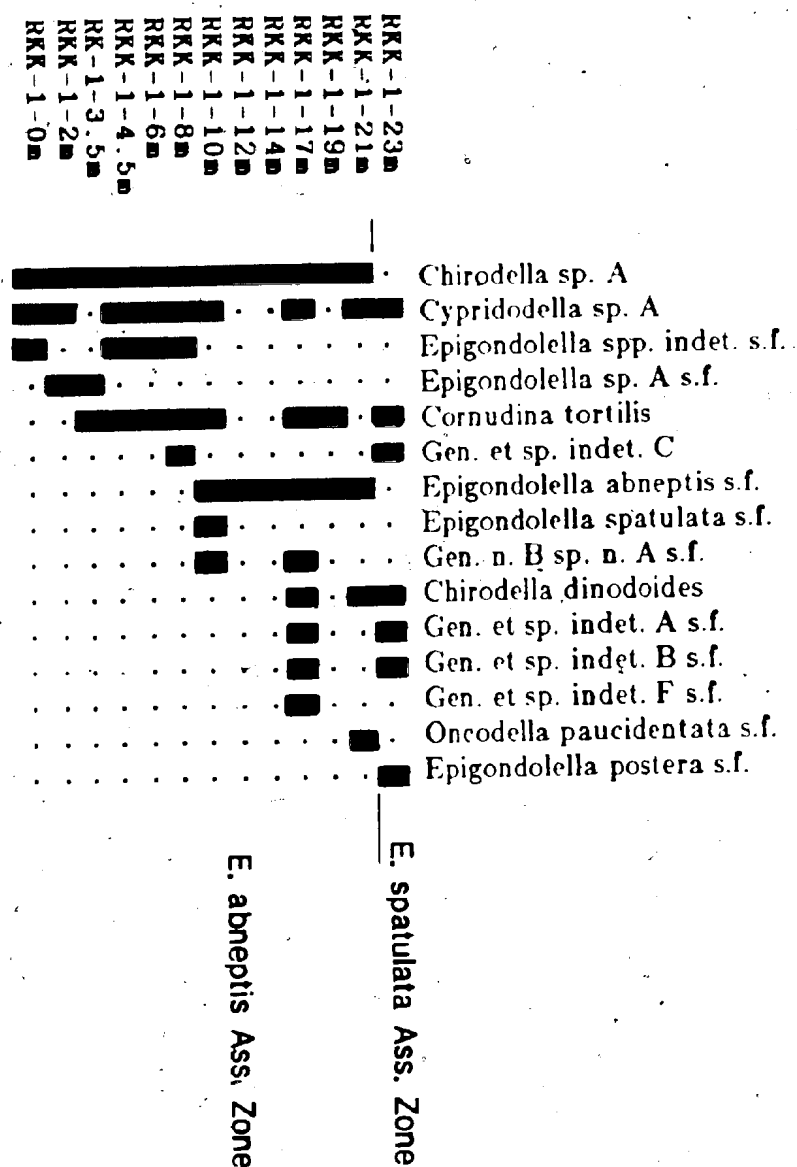 RKK-1-0m
RKK-1-2m
RK-1-3.5m
RKK-1-4.5m
RKK-1-6m
RKK-1-8m
RKK-1-10m
RKK-1-12m
RKK-1-14m
RKK-1-17m
RKK-1-19m
RKK-1-21m
RKK-1-23m
Chirodella sp. A
Cypridodella sp. A
Epigondolella spp. indet. s.f.
Epigondolella sp. A s.f.
Cornudina tortilis
Gen. et sp. indet. C
Epigondolella abneptis s.f.
Epigondolella spatulata s.f.
Gen. n. B sp. n. A s.f.
Chirodella dinodoides
Gen. et sp. indet. A s.f.
Gen. et sp. indet. B s.f.
Gen. et sp. indet. F s.f.
Oncodella paucidentata s.f.
Epigondolella postera s.f.
E. abneptis Ass. Zone
E. spatulata Ass. Zone